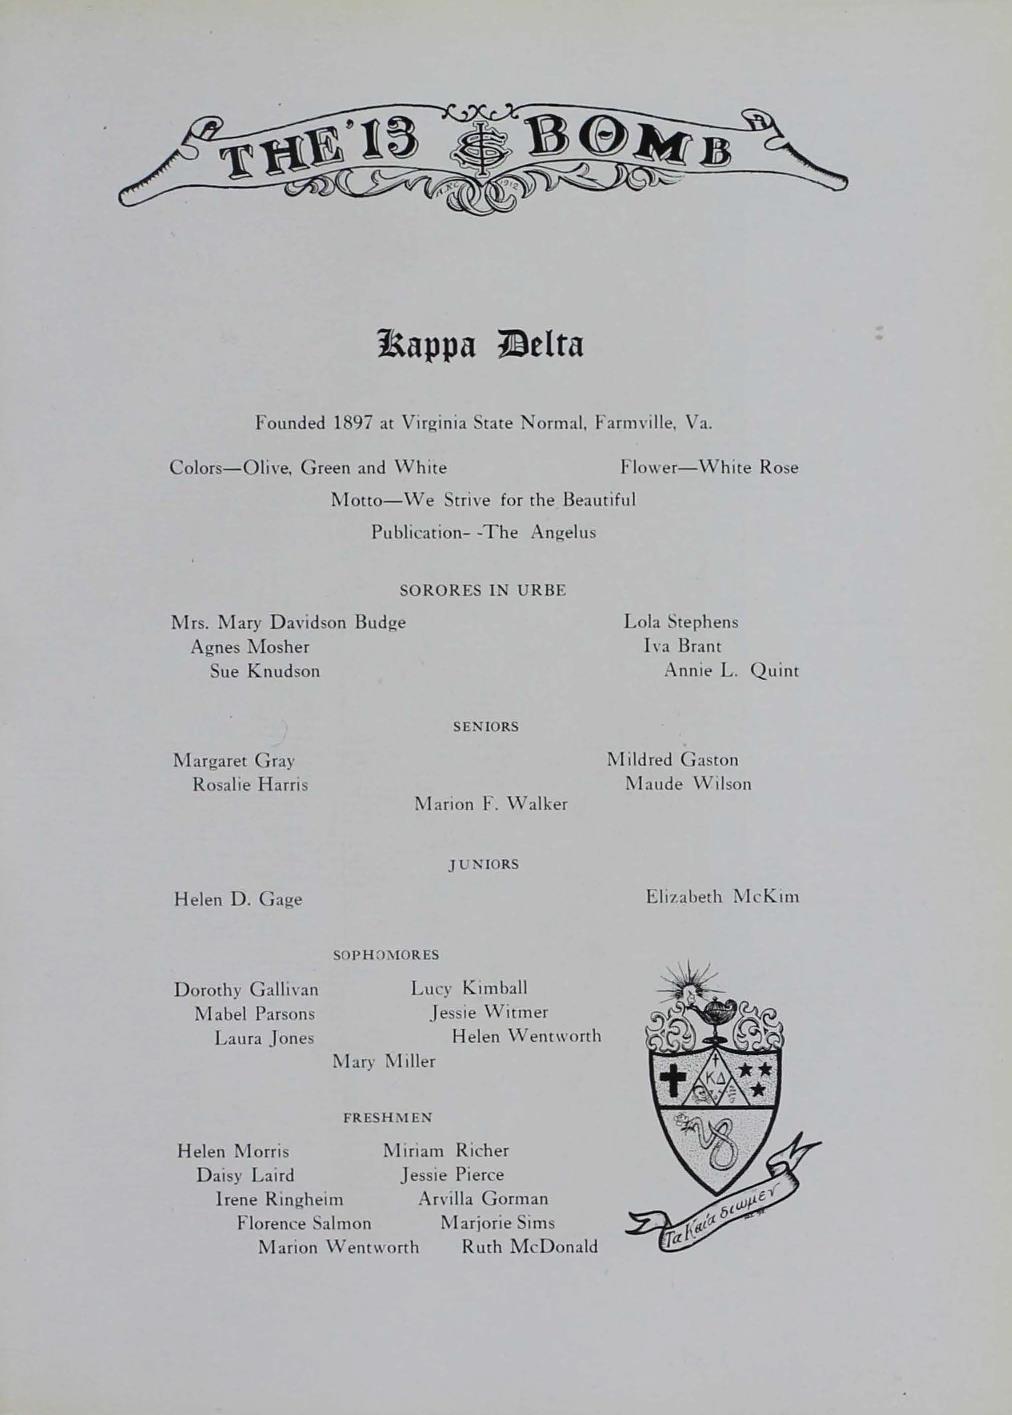 THE '13 BOMB
Kappa Delta
Founded 1897 at Virginia State Normal, Farmville, Va.
Colors—Olive, Green and White Flower—White Rose
Motto—We Strive for the Beautiful
Publication- -The Angelus
SORORES IN URBE
Mrs. Mary Davidson Budge Lola Stephens
Agnes Mosher Iva Brant
Sue Knudson Annie L. Quint
SENIORS
Margaret Gray Mildred Gaston
Rosalie Harris Maude Wilson
Marion F. Walker
JUNIORS
Helen D. Gage Elizabeth McKim
SOPHOMORES
Dorothy Gallivan Lucy Kimball
Mabel Parsons Jessie Witmer
Laura Jones Helen Wentworth
Mary Miller
ΚΔ
FRESHMEN
Helen Morris Miriam Richer
Daisy Laird Jessie Pierce
Irene Ringheim Arvilla Gorman
Florence Salmon Marjorie Sims
Marion Wentworth Ruth McDonald
Τα διωμεν